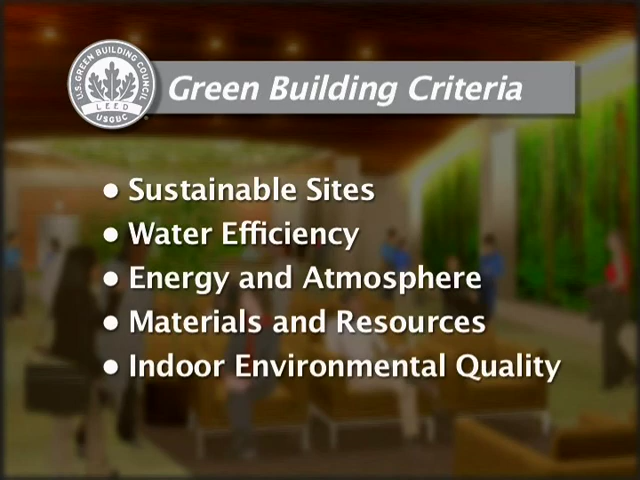 U.S. GREEN BUILDING COUNCIL
LEED
USGBC
Green Building Criteria
• Sustainable Sites
• Water Efficiency
• Energy and Atmosphere
• Materials and Resources
• Indoor Environmental Quality